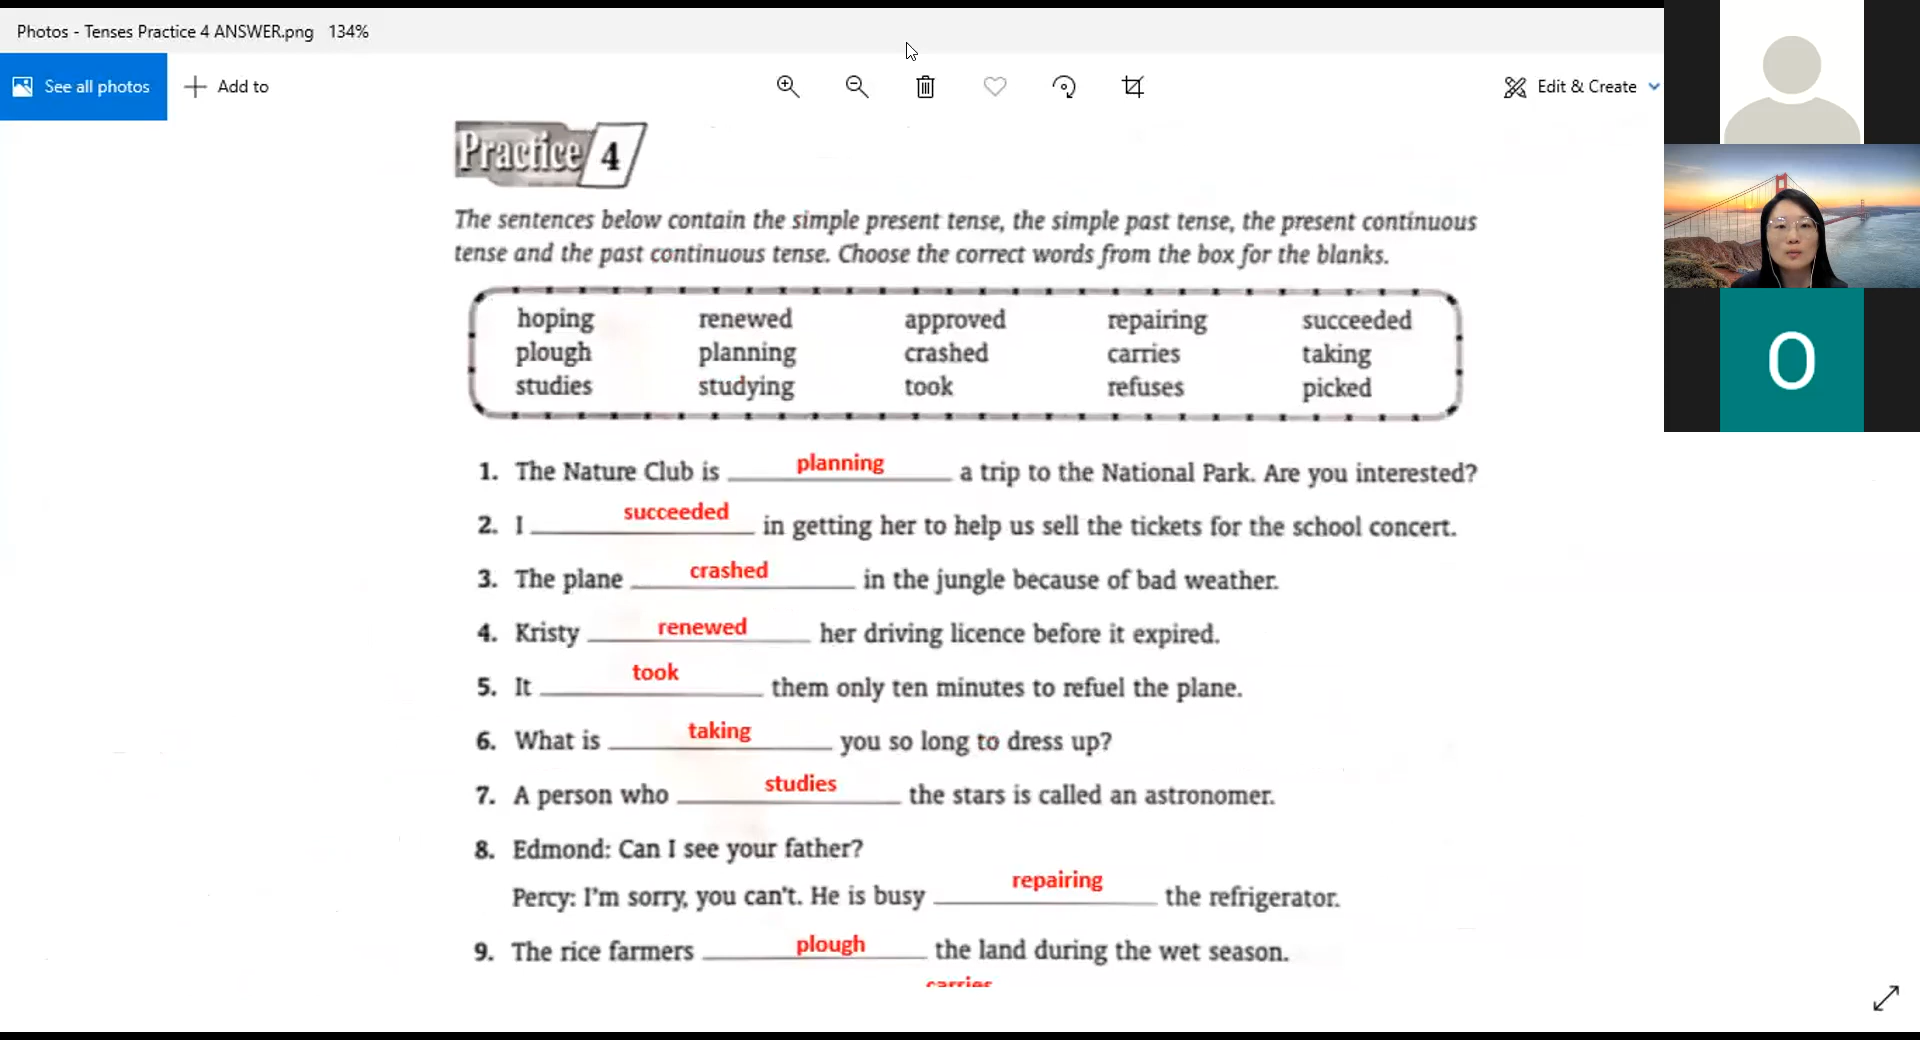 Photos - Tenses Practice 4 ANSWER.png 134%
See all photos
Add to
Edit & Create
Practice 4
The sentences below contain the simple present tense, the simple past tense, the present continuous
tense and the past continuous tense. Choose the correct words from the box for the blanks.
hoping renewed approved repairing succeeded
plough planning crashed carries taking
studies studying took refuses picked
1. The Nature Club is planning a trip to the National Park. Are you interested?
2. I succeeded in getting her to help us sell the tickets for the school concert.
3. The plane crashed in the jungle because of bad weather.
4. Kristy renewed her driving licence before it expired.
5. It took them only ten minutes to refuel the plane.
6. What is taking you so long to dress up?
7. A person who studies the stars is called an astronomer.
8. Edmond: Can I see your father?
Percy: I'm sorry, you can't. He is busy repairing the refrigerator.
9. The rice farmers plough the land during the wet season.
carries
O